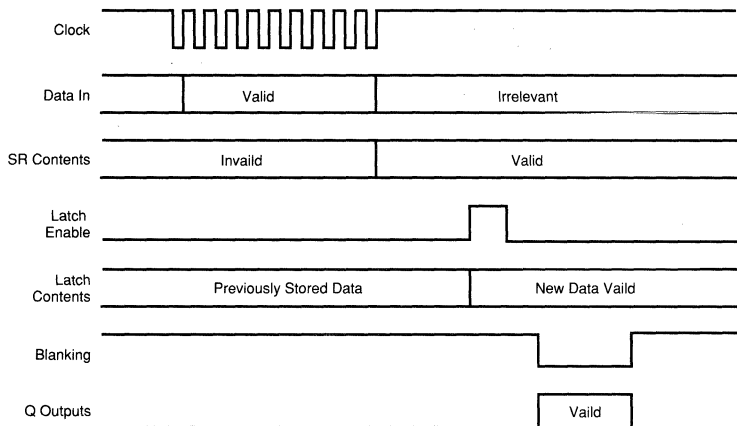 Clock
Data In
Valid
Irrelevant
SR Contents
Invaild
Valid
Latch
Enable
Latch
Contents
Previously Stored Data
New Data Vaild
Blanking
Q Outputs
Vaild